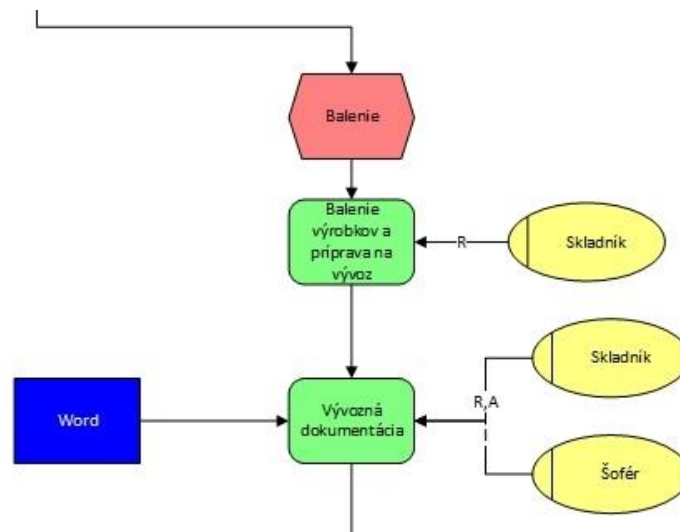 Balenie
Balenie
výrobkov a
príprava na
vývoz
R
Skladník
Skladník
Word
Vývozná
dokumentácia
R,A
Šofér